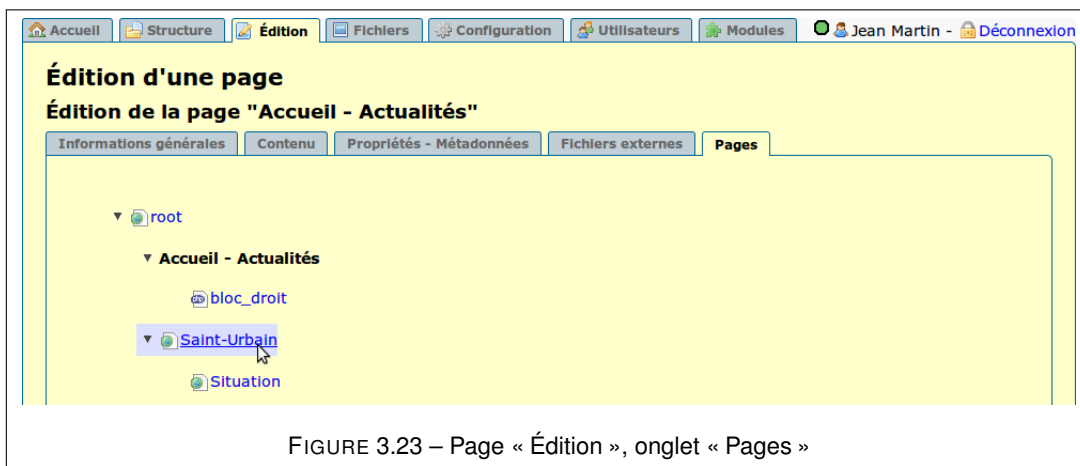 Accueil Structure Édition Fichiers Configuration Utilisateurs Modules Jean Martin - Déconnexion
Édition d'une page
Édition de la page "Accueil - Actualités"
Informations générales Contenu Propriétés - Métadonnées Fichiers externes Pages
root
Accueil - Actualités
bloc_droit
Saint-Urbain
Situation
FIGURE 3.23 – Page « Édition », onglet « Pages »